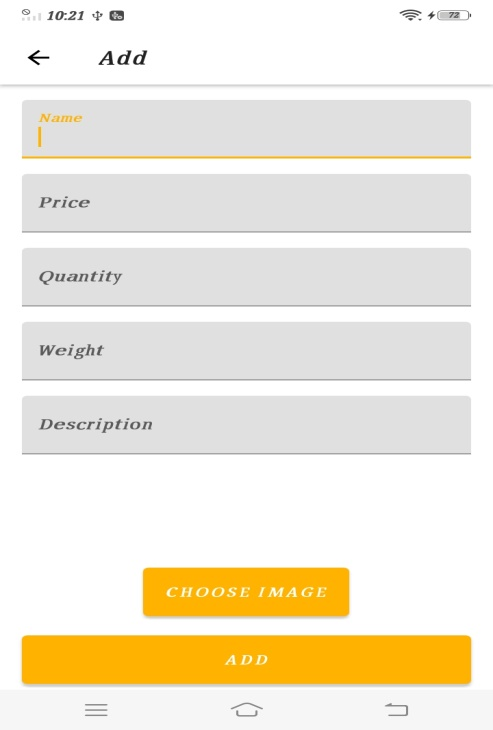 10:21
72
Add
Name
Price
Quantity
Weight
Description
CHOOSE IMAGE
ADD